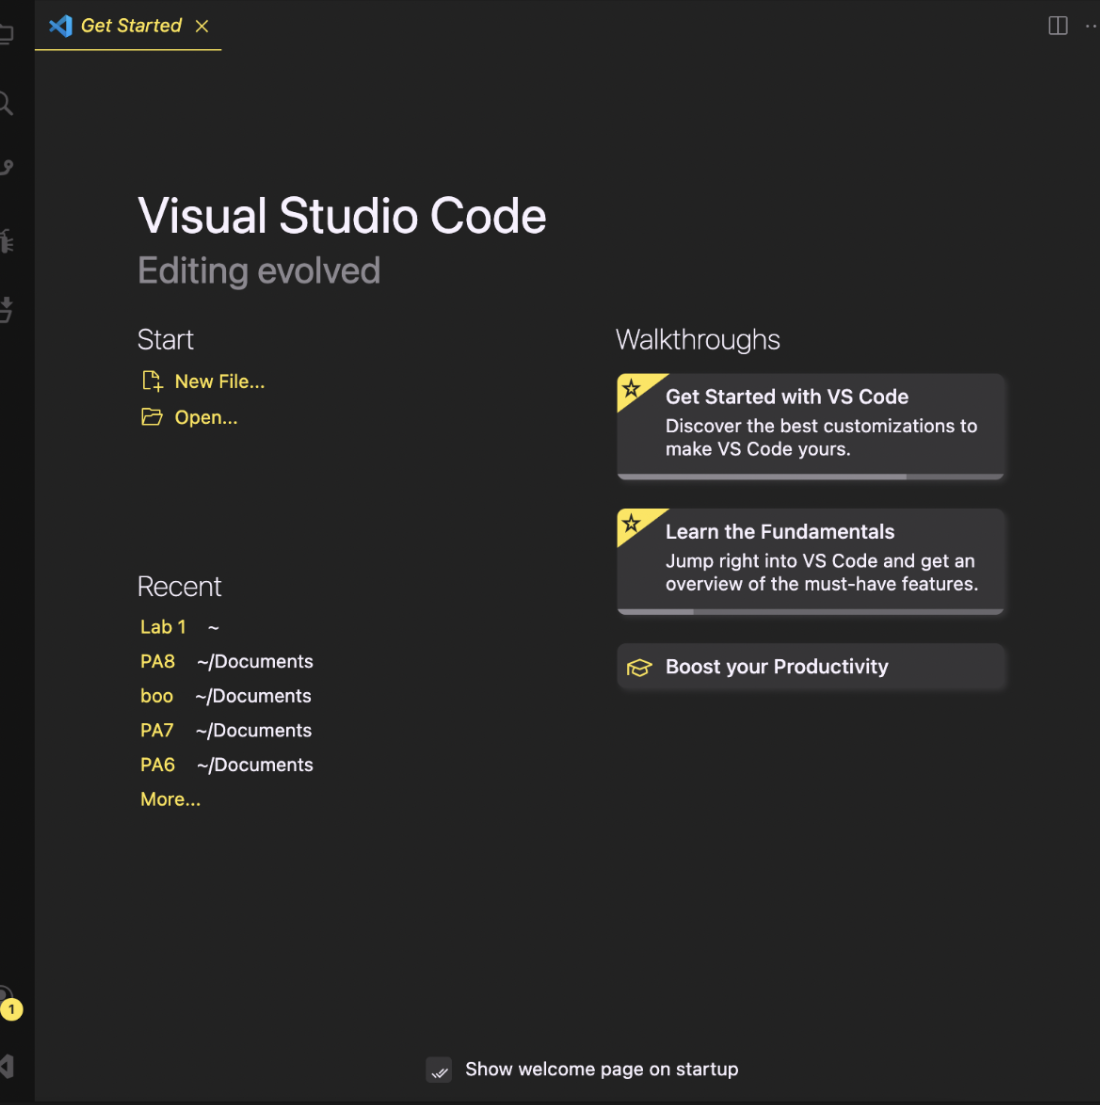 Get Started
Visual Studio Code
Editing evolved
Start
New File...
Open...
Recent
Lab 1 ~
PA8 ~/Documents
boo ~/Documents
PA7 ~/Documents
PA6 ~/Documents
More...
Walkthroughs
Get Started with VS Code
Discover the best customizations to
make VS Code yours.
Learn the Fundamentals
Jump right into VS Code and get an
overview of the must-have features.
Boost your Productivity
1
Show welcome page on startup